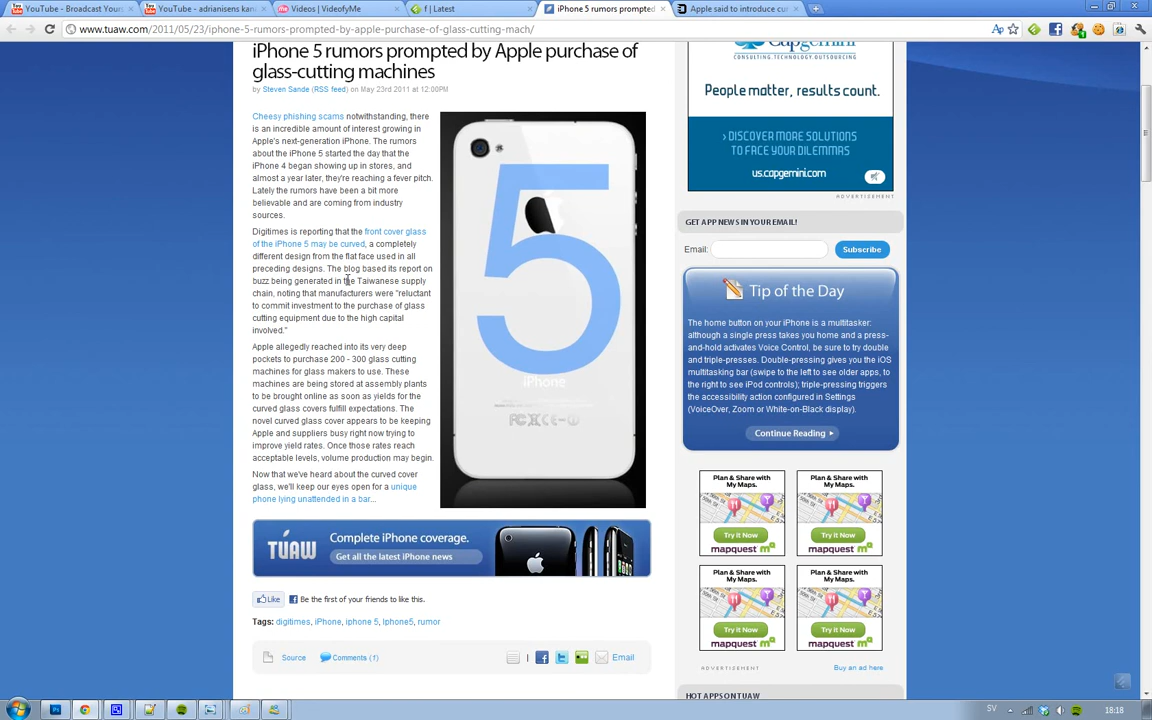 YouTube - Broadcast Yours
YouTube - adrianisens kana
Videos | VideofyMe
f | Latest
iPhone 5 rumors prompted
Apple said to introduce cur
www.tuaw.com/2011/05/23/iphone-5-rumors-prompted-by-apple-purchase-of-glass-cutting-mach/
iPhone 5 rumors prompted by Apple purchase of
glass-cutting machines
by Steven Sande (RSS feed) on May 23rd 2011 at 12:00PM
Cheesy phishing scams notwithstanding, there
is an incredible amount of interest growing in
Apple's next-generation iPhone. The rumors
about the iPhone 5 started the day that the
iPhone 4 began showing up in stores, and
almost a year later, they're reaching a fever pitch.
Lately the rumors have been a bit more
believable and are coming from industry
sources.
Digitimes is reporting that the front cover glass
of the iPhone 5 may be curved, a completely
different design from the flat face used in all
preceding designs. The blog based its report on
buzz being generated in the Taiwanese supply
chain, noting that manufacturers were "reluctant
to commit investment to the purchase of glass
cutting equipment due to the high capital
involved."
Apple allegedly reached into its very deep
pockets to purchase 200 - 300 glass cutting
machines for glass makers to use. These
machines are being stored at assembly plants
to be brought online as soon as yields for the
curved glass covers fulfill expectations. The
novel curved glass cover appears to be keeping
Apple and suppliers busy right now trying to
improve yield rates. Once those rates reach
acceptable levels, volume production may begin.
Now that we've heard about the curved cover
glass, we'll keep our eyes open for a unique
phone lying unattended in a bar...
5
iPhone
TUAW
Complete iPhone coverage.
Get all the latest iPhone news
Like
Be the first of your friends to like this.
Tags: digitimes, iPhone, iphone 5, Iphone5, rumor
Source
Comments (1)
Email
Capgemini
CONSULTING.TECHNOLOGY.OUTSOURCING
People matter, results count.
› DISCOVER MORE SOLUTIONS
TO FACE YOUR DILEMMAS
us.capgemini.com
ADVERTISEMENT
GET APP NEWS IN YOUR EMAIL!
Email:
Subscribe
Tip of the Day
The home button on your iPhone is a multitasker:
although a single press takes you home and a press-
and-hold activates Voice Control, be sure to try double
and triple-presses. Double-pressing gives you the iOS
multitasking bar (swipe to the left to see older apps, to
the right to see iPod controls); triple-pressing triggers
the accessibility action configured in Settings
(VoiceOver, Zoom or White-on-Black display).
Continue Reading
Plan & Share with
My Maps.
Try it Now
mapquest
Plan & Share with
My Maps.
Try it Now
mapquest
Plan & Share with
My Maps.
Try it Now
mapquest
Plan & Share with
My Maps.
Try it Now
mapquest
ADVERTISEMENT
Buy an ad here
HOT APPS ON TUAW
SV
18:18